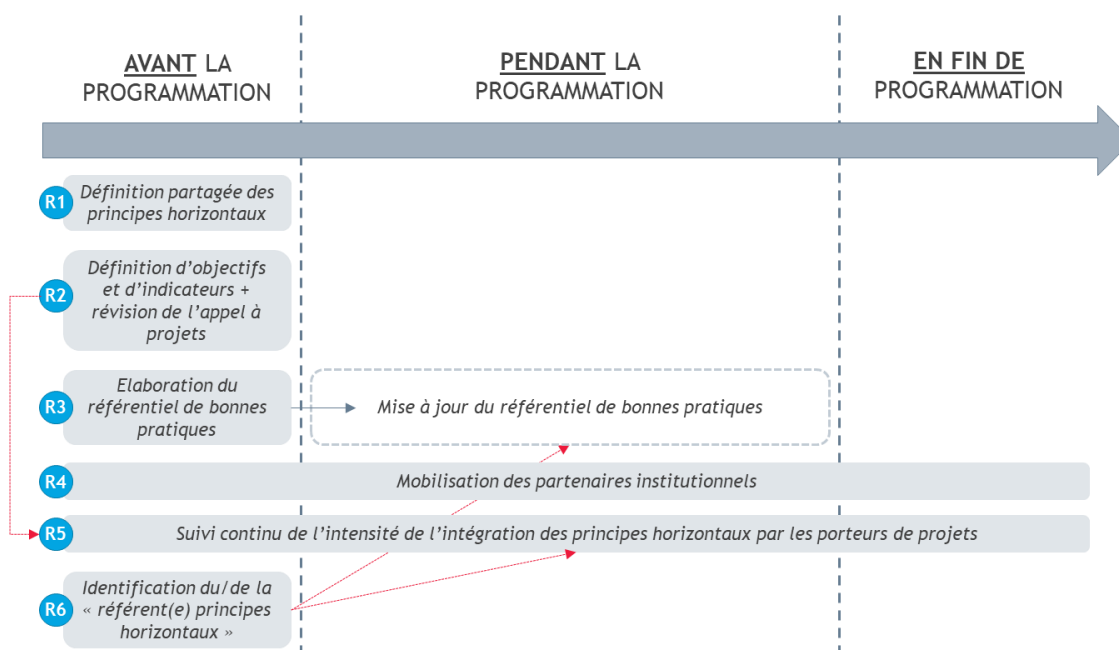 AVANT LA
PROGRAMMATION
PENDANT LA
PROGRAMMATION
EN FIN DE
PROGRAMMATION
R1
Définition partagée des
principes horizontaux
R2
Définition d’objectifs
et d’indicateurs +
révision de l’appel à
projets
R3
Elaboration du
référentiel de bonnes
pratiques
Mise à jour du référentiel de bonnes pratiques
R4
Mobilisation des partenaires institutionnels
R5
Suivi continu de l’intensité de l’intégration des principes horizontaux par les porteurs de projets
R6
Identification du/de la
« référent(e) principes
horizontaux »